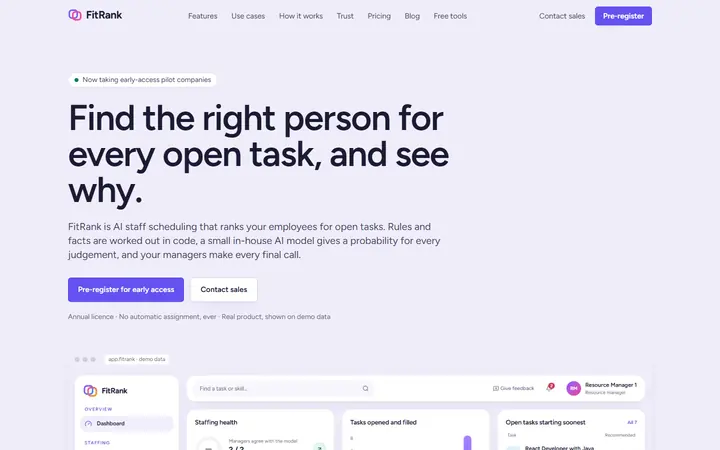 FitRank
Features Use cases How it works Trust Pricing Blog Free tools
Contact sales Pre-register
Now taking early-access pilot companies
Find the right person for
every open task, and see
why.
FitRank is AI staff scheduling that ranks your employees for open tasks. Rules and
facts are worked out in code, a small in-house AI model gives a probability for every
judgement, and your managers make every final call.
Pre-register for early access Contact sales
Annual licence · No automatic assignment, ever · Real product, shown on demo data
app.fitrank · demo data
FitRank
Find a task or skill...
Give feedback
2
RM
Resource Manager 1
Resource manager
OVERVIEW
Dashboard
STAFFING
Staffing health
Managers agree with the model
Tasks opened and filled
8
Open tasks starting soonest
All 7
Task Recommended
React Developer with Java